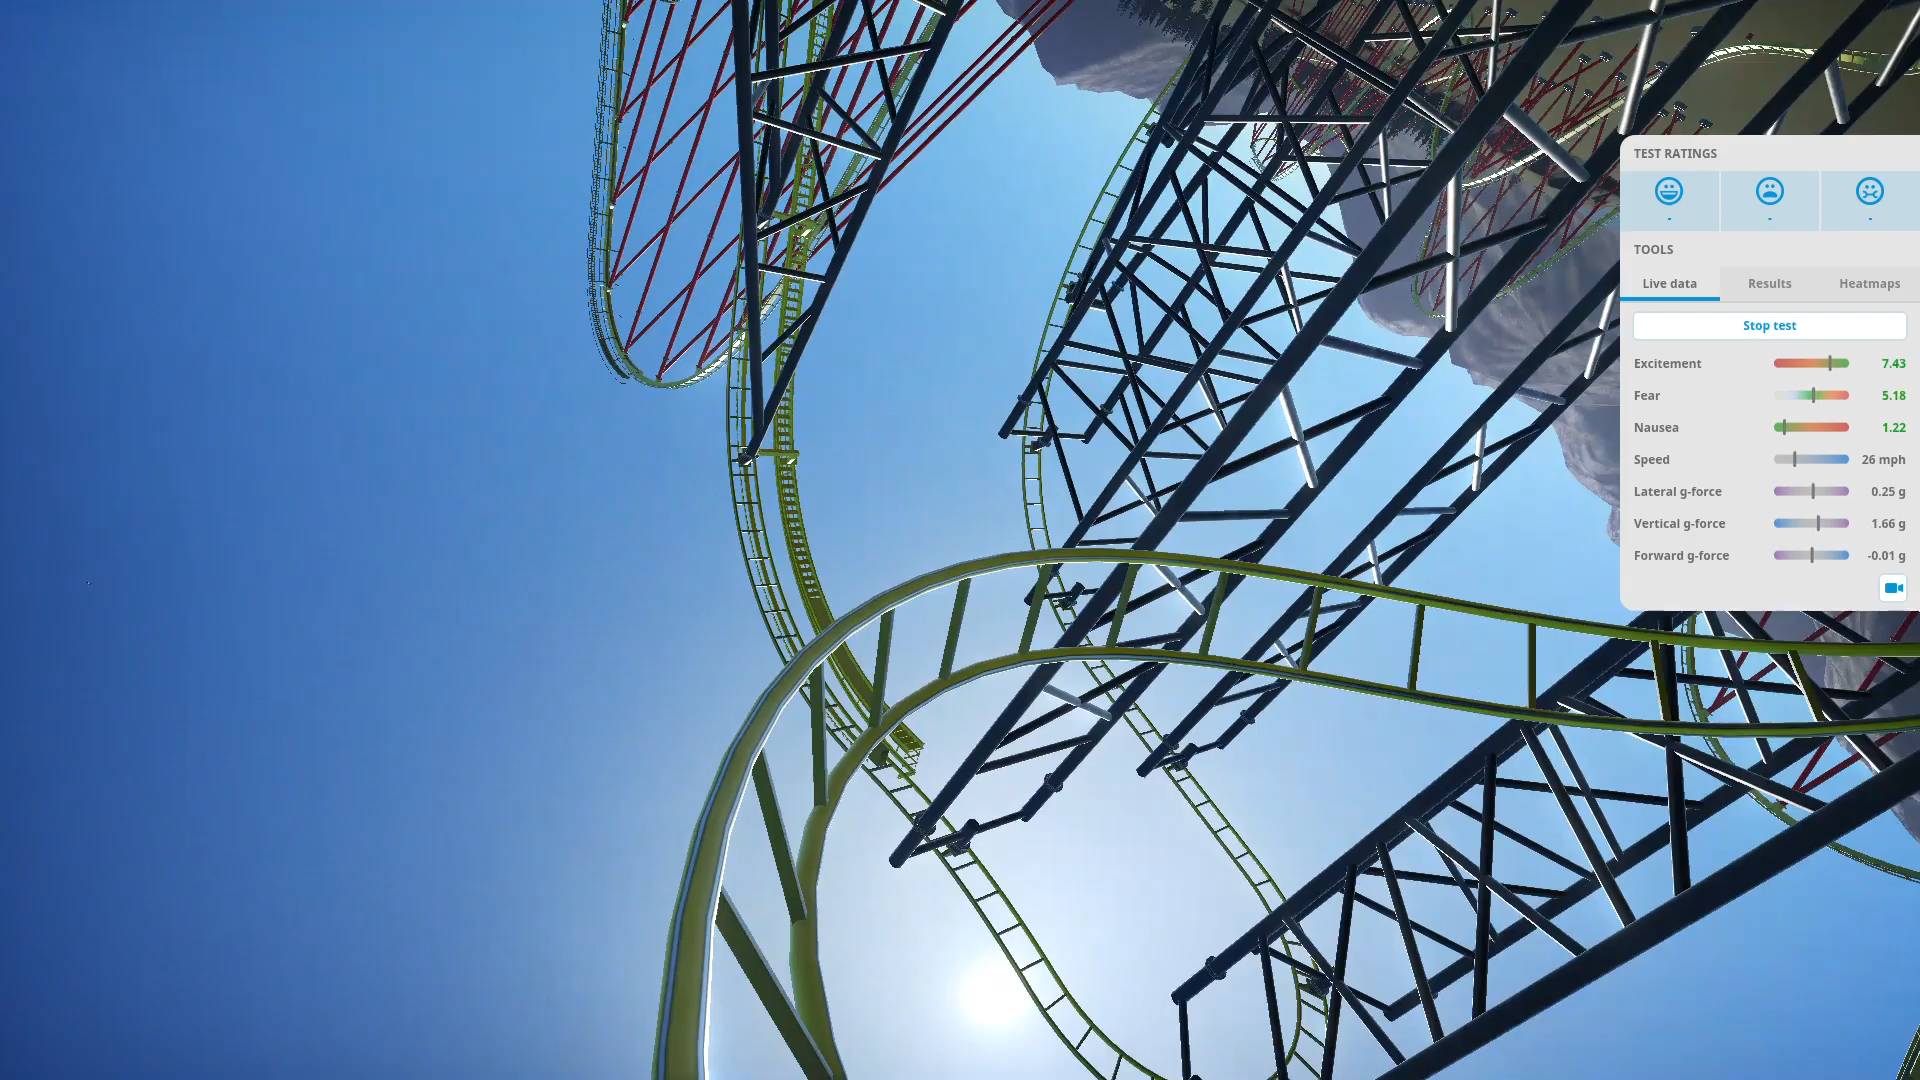 TEST RATINGS
- - -
TOOLS
Live data Results Heatmaps
Stop test
Excitement 7.43
Fear 5.18
Nausea 1.22
Speed 26 mph
Lateral g-force 0.25 g
Vertical g-force 1.66 g
Forward g-force -0.01 g